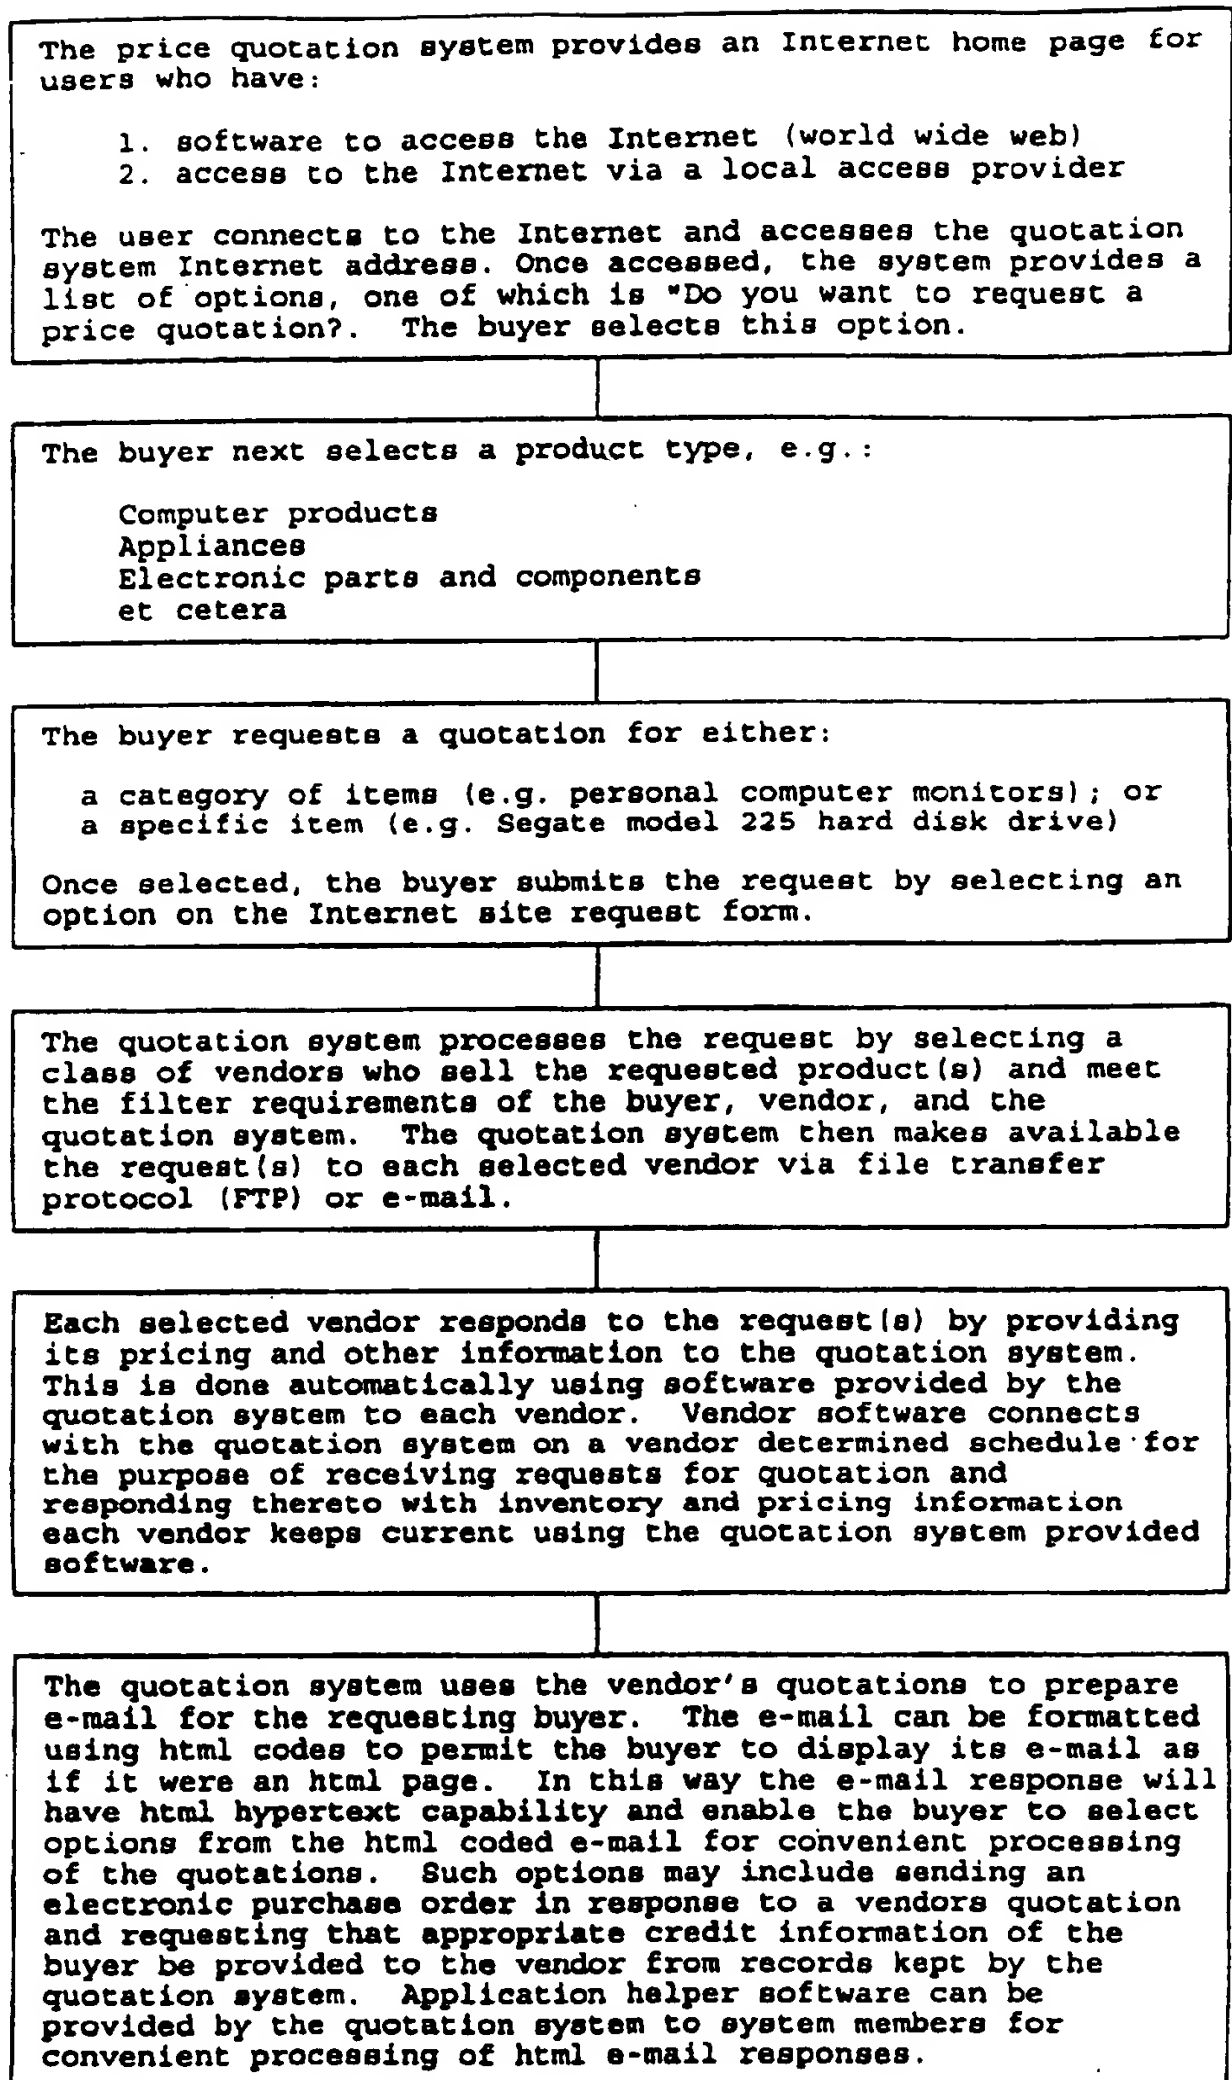 The price quotation system provides an Internet home page for
users who have:
1. software to access the Internet (world wide web)
2. access to the Internet via a local access provider
The user connects to the Internet and accesses the quotation
system Internet address. Once accessed, the system provides a
list of options, one of which is "Do you want to request a
price quotation?. The buyer selects this option.
The buyer next selects a product type, e.g.:
Computer products
Appliances
Electronic parts and components
et cetera
The buyer requests a quotation for either:
a category of items (e.g. personal computer monitors); or
a specific item (e.g. Segate model 225 hard disk drive)
Once selected, the buyer submits the request by selecting an
option on the Internet site request form.
The quotation system processes the request by selecting a
class of vendors who sell the requested product(s) and meet
the filter requirements of the buyer, vendor, and the
quotation system. The quotation system then makes available
the request(s) to each selected vendor via file transfer
protocol (FTP) or e-mail.
Each selected vendor responds to the request(s) by providing
its pricing and other information to the quotation system.
This is done automatically using software provided by the
quotation system to each vendor. Vendor software connects
with the quotation system on a vendor determined schedule for
the purpose of receiving requests for quotation and
responding thereto with inventory and pricing information
each vendor keeps current using the quotation system provided
software.
The quotation system uses the vendor's quotations to prepare
e-mail for the requesting buyer. The e-mail can be formatted
using html codes to permit the buyer to display its e-mail as
if it were an html page. In this way the e-mail response will
have html hypertext capability and enable the buyer to select
options from the html coded e-mail for convenient processing
of the quotations. Such options may include sending an
electronic purchase order in response to a vendors quotation
and requesting that appropriate credit information of the
buyer be provided to the vendor from records kept by the
quotation system. Application helper software can be
provided by the quotation system to system members for
convenient processing of html e-mail responses.